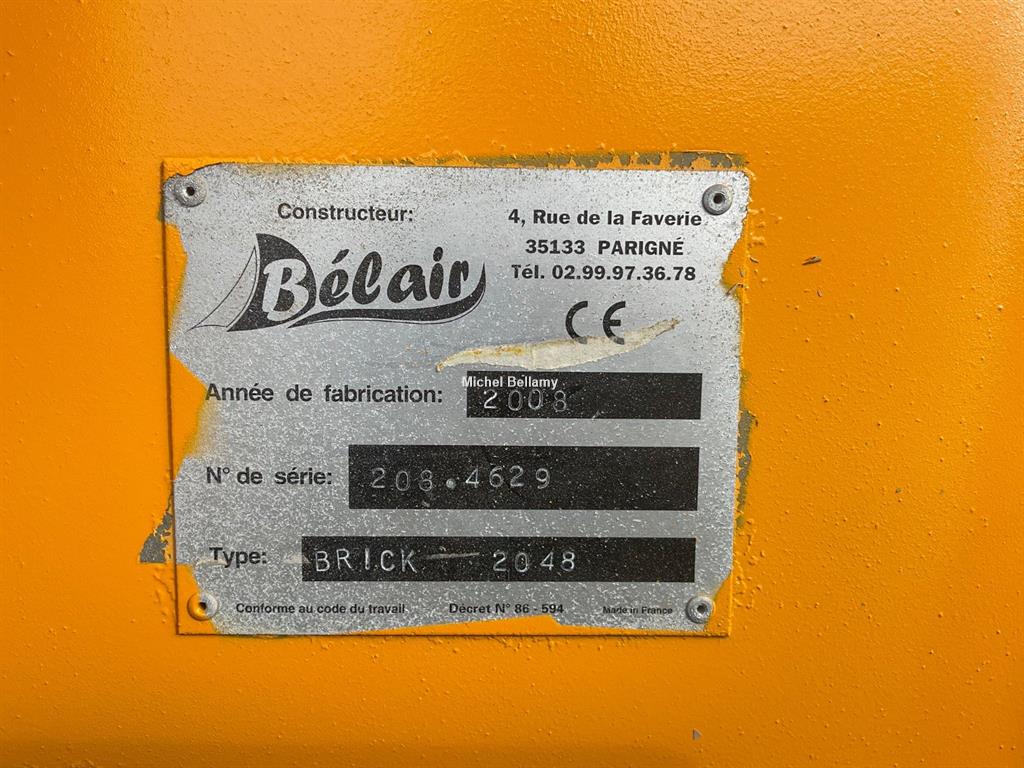 Constructeur:
4, Rue de la Faverie
35133 PARIGNÉ
Tél. 02.99.97.36.78
Bélair
CE
Michel Bellamy
Année de fabrication: 2008
N° de série: 208.4629
Type: BRICK 2048
Conforme au code du travail Décret N° 86 - 594 Made in France